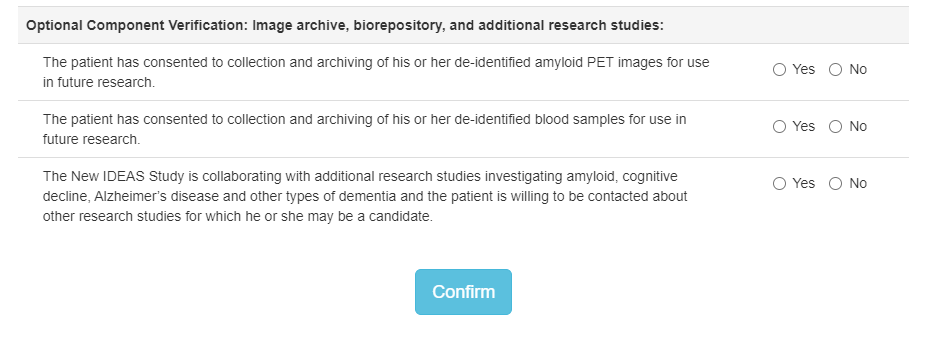 Optional Component Verification: Image archive, biorepository, and additional research studies:
The patient has consented to collection and archiving of his or her de-identified amyloid PET images for use
in future research.
Yes No
The patient has consented to collection and archiving of his or her de-identified blood samples for use in
future research.
Yes No
The New IDEAS Study is collaborating with additional research studies investigating amyloid, cognitive
decline, Alzheimer's disease and other types of dementia and the patient is willing to be contacted about
other research studies for which he or she may be a candidate.
Yes No
Confirm